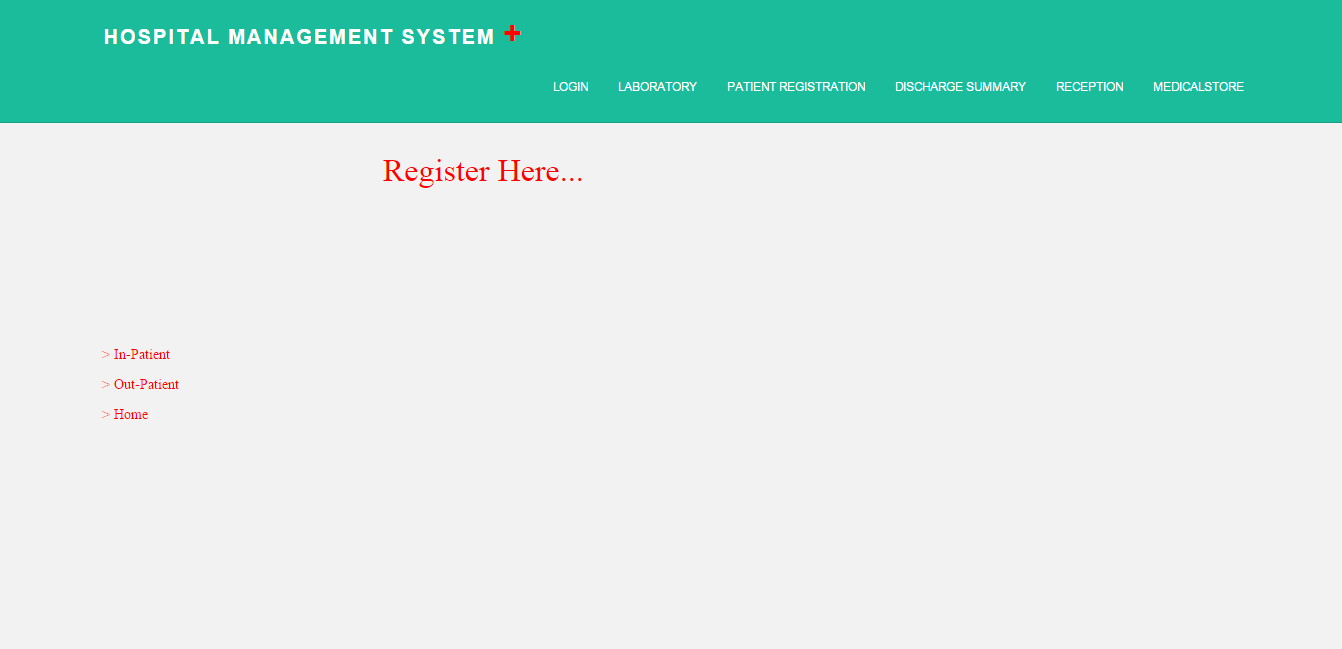 HOSPITAL MANAGEMENT SYSTEM +
LOGIN LABORATORY PATIENT REGISTRATION DISCHARGE SUMMARY RECEPTION MEDICALSTORE
Register Here...
> In-Patient
> Out-Patient
> Home